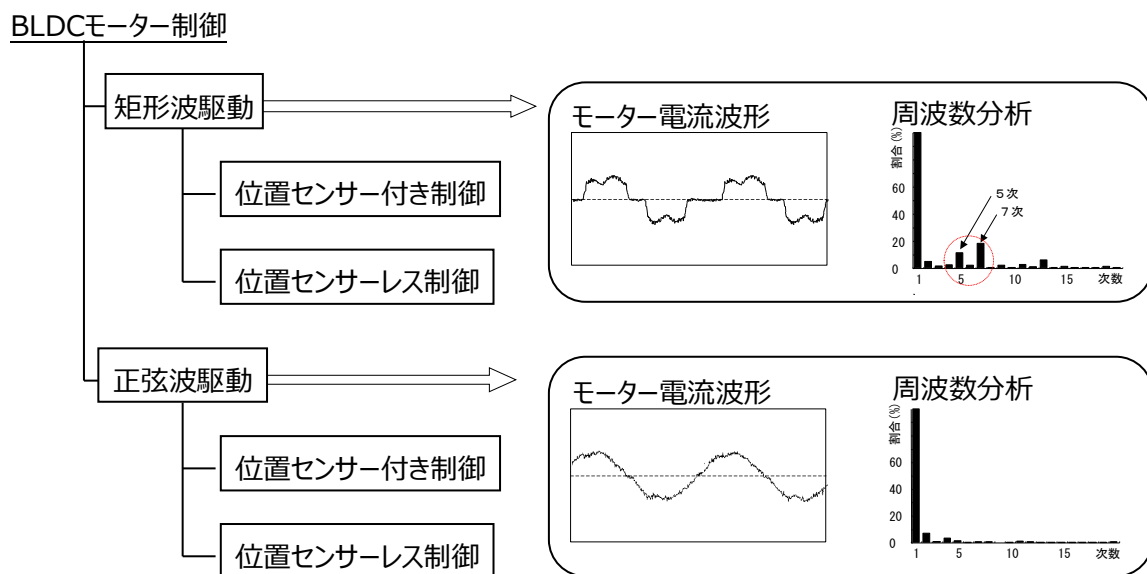 BLDCモーター制御
矩形波駆動
位置センサー付き制御
位置センサーレス制御
モーター電流波形
周波数分析
割合(%)
60
40
20
0
5次
7次
1 5 10 15 次数
正弦波駆動
位置センサー付き制御
位置センサーレス制御
モーター電流波形
周波数分析
割合(%)
60
40
20
0
1 5 10 15 次数